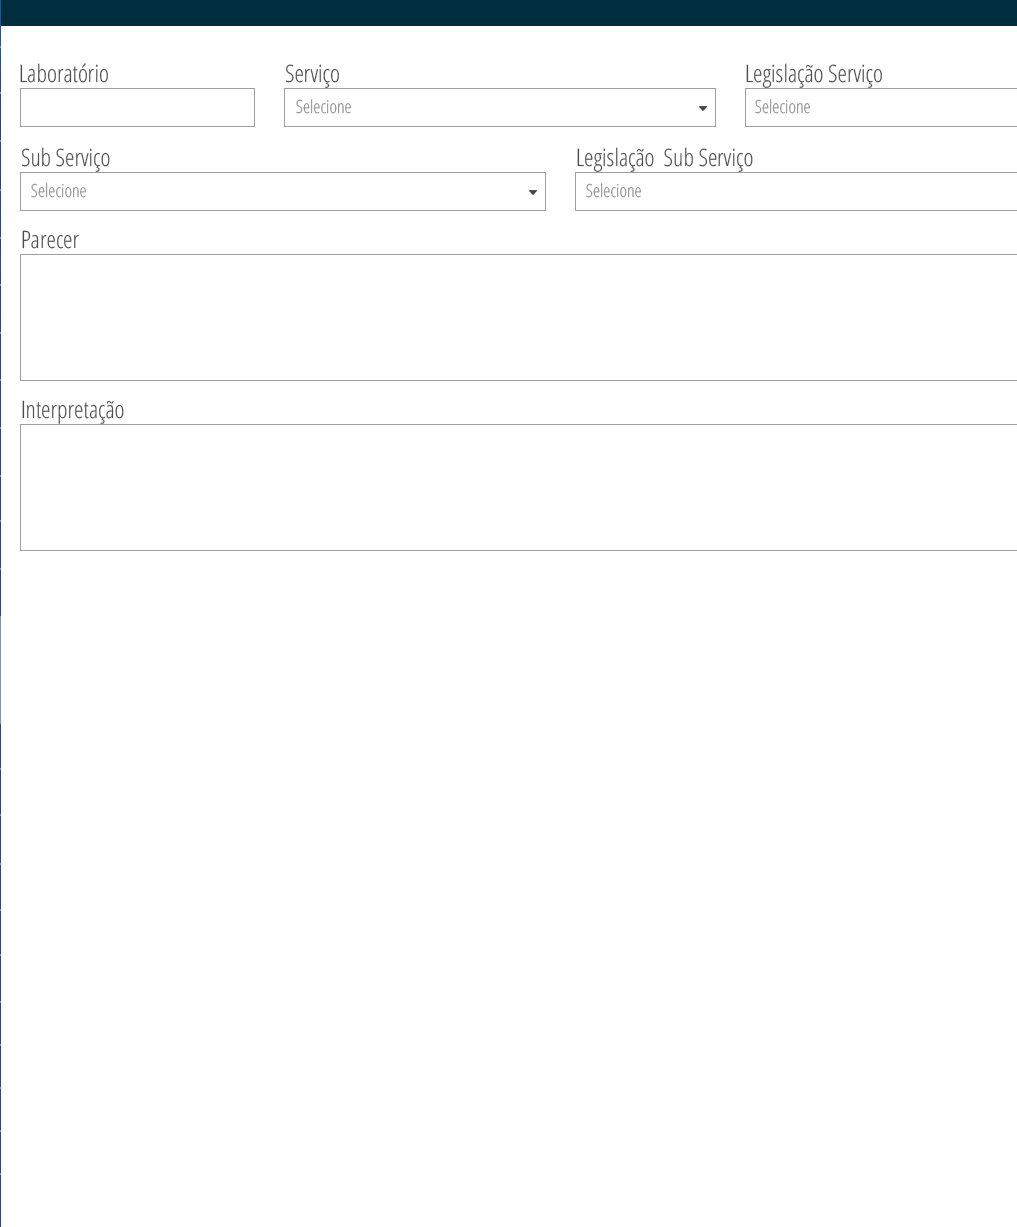 Laboratório Serviço Legislação Serviço
Selecione Selecione
Sub Serviço Legislação  Sub Serviço
Selecione Selecione
Parecer
Interpretação